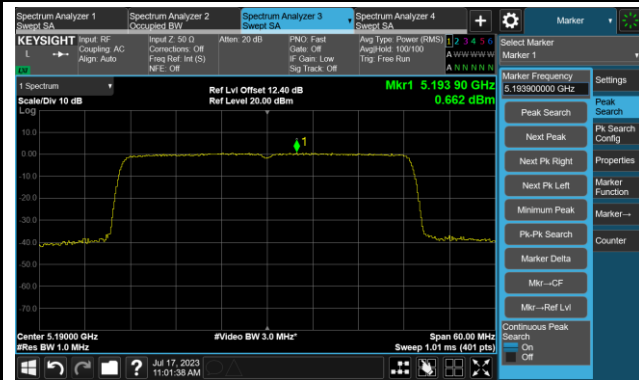 Spectrum Analyzer 1
Swept SA
Spectrum Analyzer 2
Occupied BW
Spectrum Analyzer 3
Swept SA
Spectrum Analyzer 4
Swept SA
+
Marker
KEYSIGHT
L
Input: RF
Coupling: AC
Align: Auto
Input Z: 50 Ω
Corrections: Off
Freq Ref: Int (S)
NFE: Off
Atten: 20 dB
PNO: Fast
Gate: Off
IF Gain: Low
Sig Track: Off
Avg Type: Power (RMS)
Avg|Hold: 100/100
Trig: Free Run
1 2 3 4 5 6
A W W W W W
A N N N N N
Select Marker
Marker 1
1 Spectrum
Scale/Div 10 dB
Log
Ref Lvl Offset 12.40 dB
Ref Level 20.00 dBm
Mkr1 5.193 90 GHz
0.662 dBm
10.0
0.00
-10.0
-20.0
-30.0
-40.0
-50.0
-60.0
-70.0
1
Center 5.19000 GHz
#Res BW 1.0 MHz
#Video BW 3.0 MHz*
Span 60.00 MHz
Sweep 1.01 ms (401 pts)
Marker Frequency
5.193900000 GHz
Peak Search
Next Peak
Next Pk Right
Next Pk Left
Minimum Peak
Pk-Pk Search
Marker Delta
Mkr→CF
Mkr→Ref Lvl
Continuous Peak
Search
On
Off
Settings
Peak
Search
Pk Search
Config
Properties
Marker
Function
Marker→
Counter
?
Jul 17, 2023
11:01:38 AM